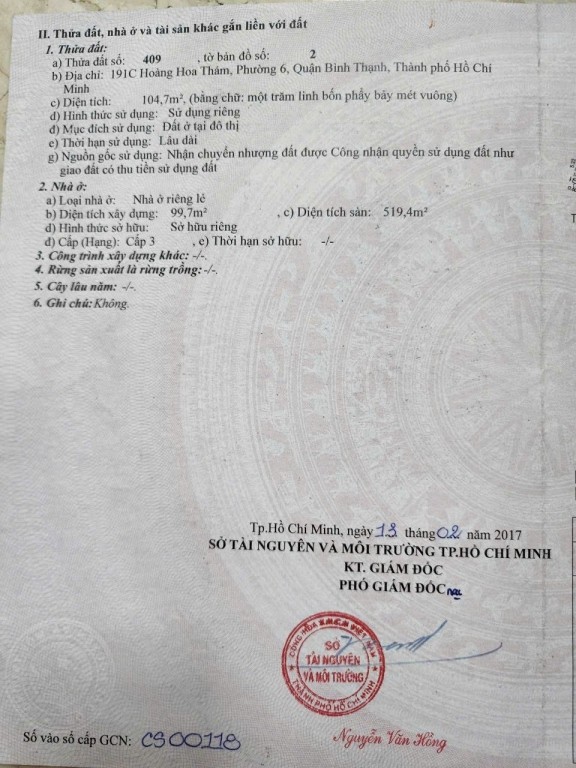 II. Thửa đất, nhà ở và tài sản khác gắn liền với đất
1. Thửa đất:
a) Thửa đất số: 409 , tờ bản đồ số: 2
b) Địa chỉ: 191C Hoàng Hoa Thám, Phường 6, Quận Bình Thạnh, Thành phố Hồ Chí
Minh
c) Diện tích: 104,7m², (bằng chữ: một trăm linh bốn phẩy bảy mét vuông)
d) Hình thức sử dụng: Sử dụng riêng
đ) Mục đích sử dụng: Đất ở tại đô thị
e) Thời hạn sử dụng: Lâu dài
g) Nguồn gốc sử dụng: Nhận chuyển nhượng đất được Công nhận quyền sử dụng đất như
giao đất có thu tiền sử dụng đất
2. Nhà ở:
a) Loại nhà ở: Nhà ở riêng lẻ
b) Diện tích xây dựng: 99,7m² , c) Diện tích sàn: 519,4m²
d) Hình thức sở hữu: Sở hữu riêng
đ) Cấp (Hạng): Cấp 3 , e) Thời hạn sở hữu: -/-
3. Công trình xây dựng khác: -/-.
4. Rừng sản xuất là rừng trồng: -/-.
5. Cây lâu năm: -/-.
6. Ghi chú: Không.
Tp.Hồ Chí Minh, ngày 13 tháng 02 năm 2017
SỞ TÀI NGUYÊN VÀ MÔI TRƯỜNG TP.HỒ CHÍ MINH
KT. GIÁM ĐỐC
PHÓ GIÁM ĐỐC
CỘNG HÒA X.H.C.N VIỆT NAM
SỞ
TÀI NGUYÊN
VÀ MÔI TRƯỜNG
THÀNH PHỐ HỒ CHÍ MINH
Nguyễn Văn Hồng
Số vào sổ cấp GCN: CS00118